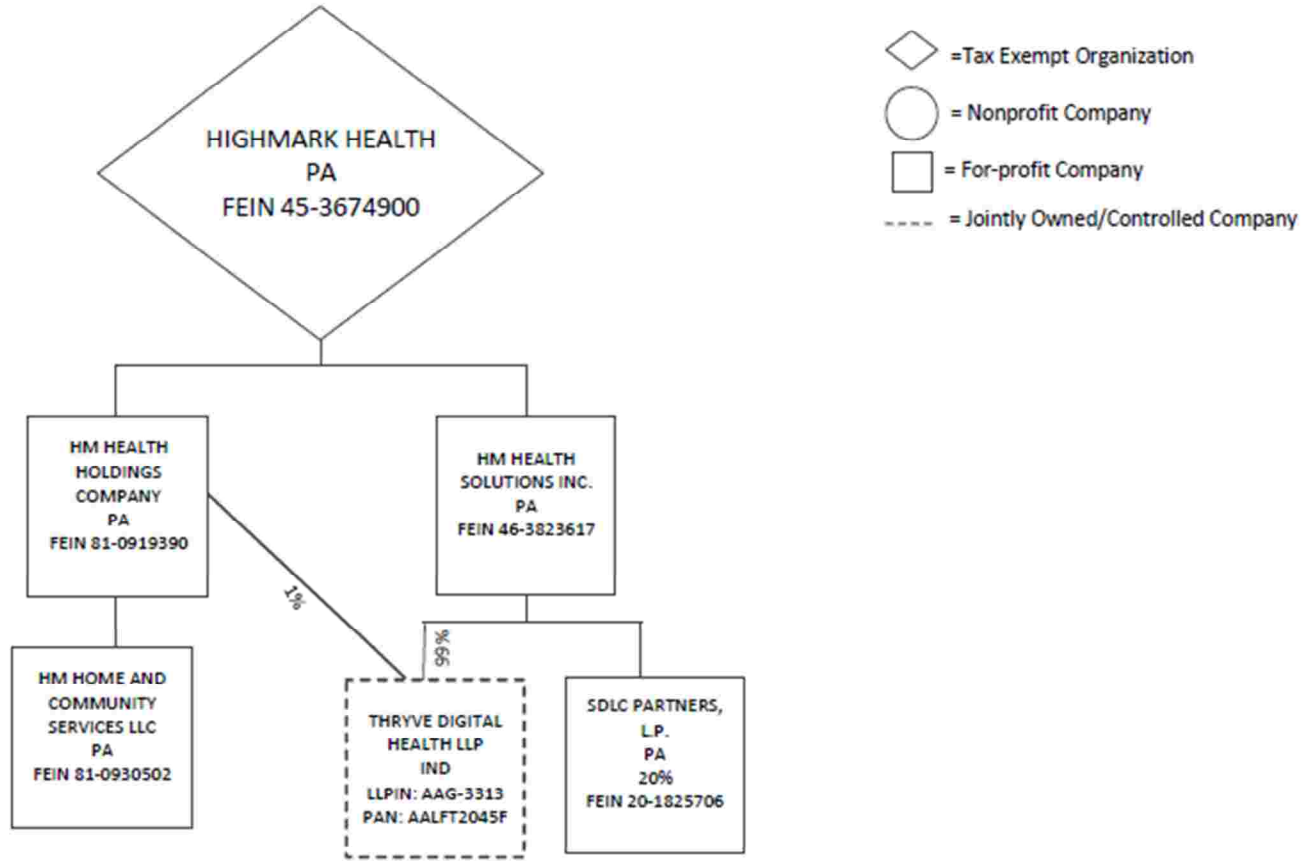 HIGHMARK HEALTH
PA
FEIN 45-3674900
=Tax Exempt Organization
= Nonprofit Company
= For-profit Company
= Jointly Owned/Controlled Company
HM HEALTH
HOLDINGS
COMPANY
PA
FEIN 81-0919390
HM HEALTH
SOLUTIONS INC.
PA
FEIN 46-3823617
1%
99%
HM HOME AND
COMMUNITY
SERVICES LLC
PA
FEIN 81-0930502
THRYVE DIGITAL
HEALTH LLP
IND
LLPIN: AAG-3313
PAN: AALFT2045F
SDLC PARTNERS,
L.P.
PA
20%
FEIN 20-1825706